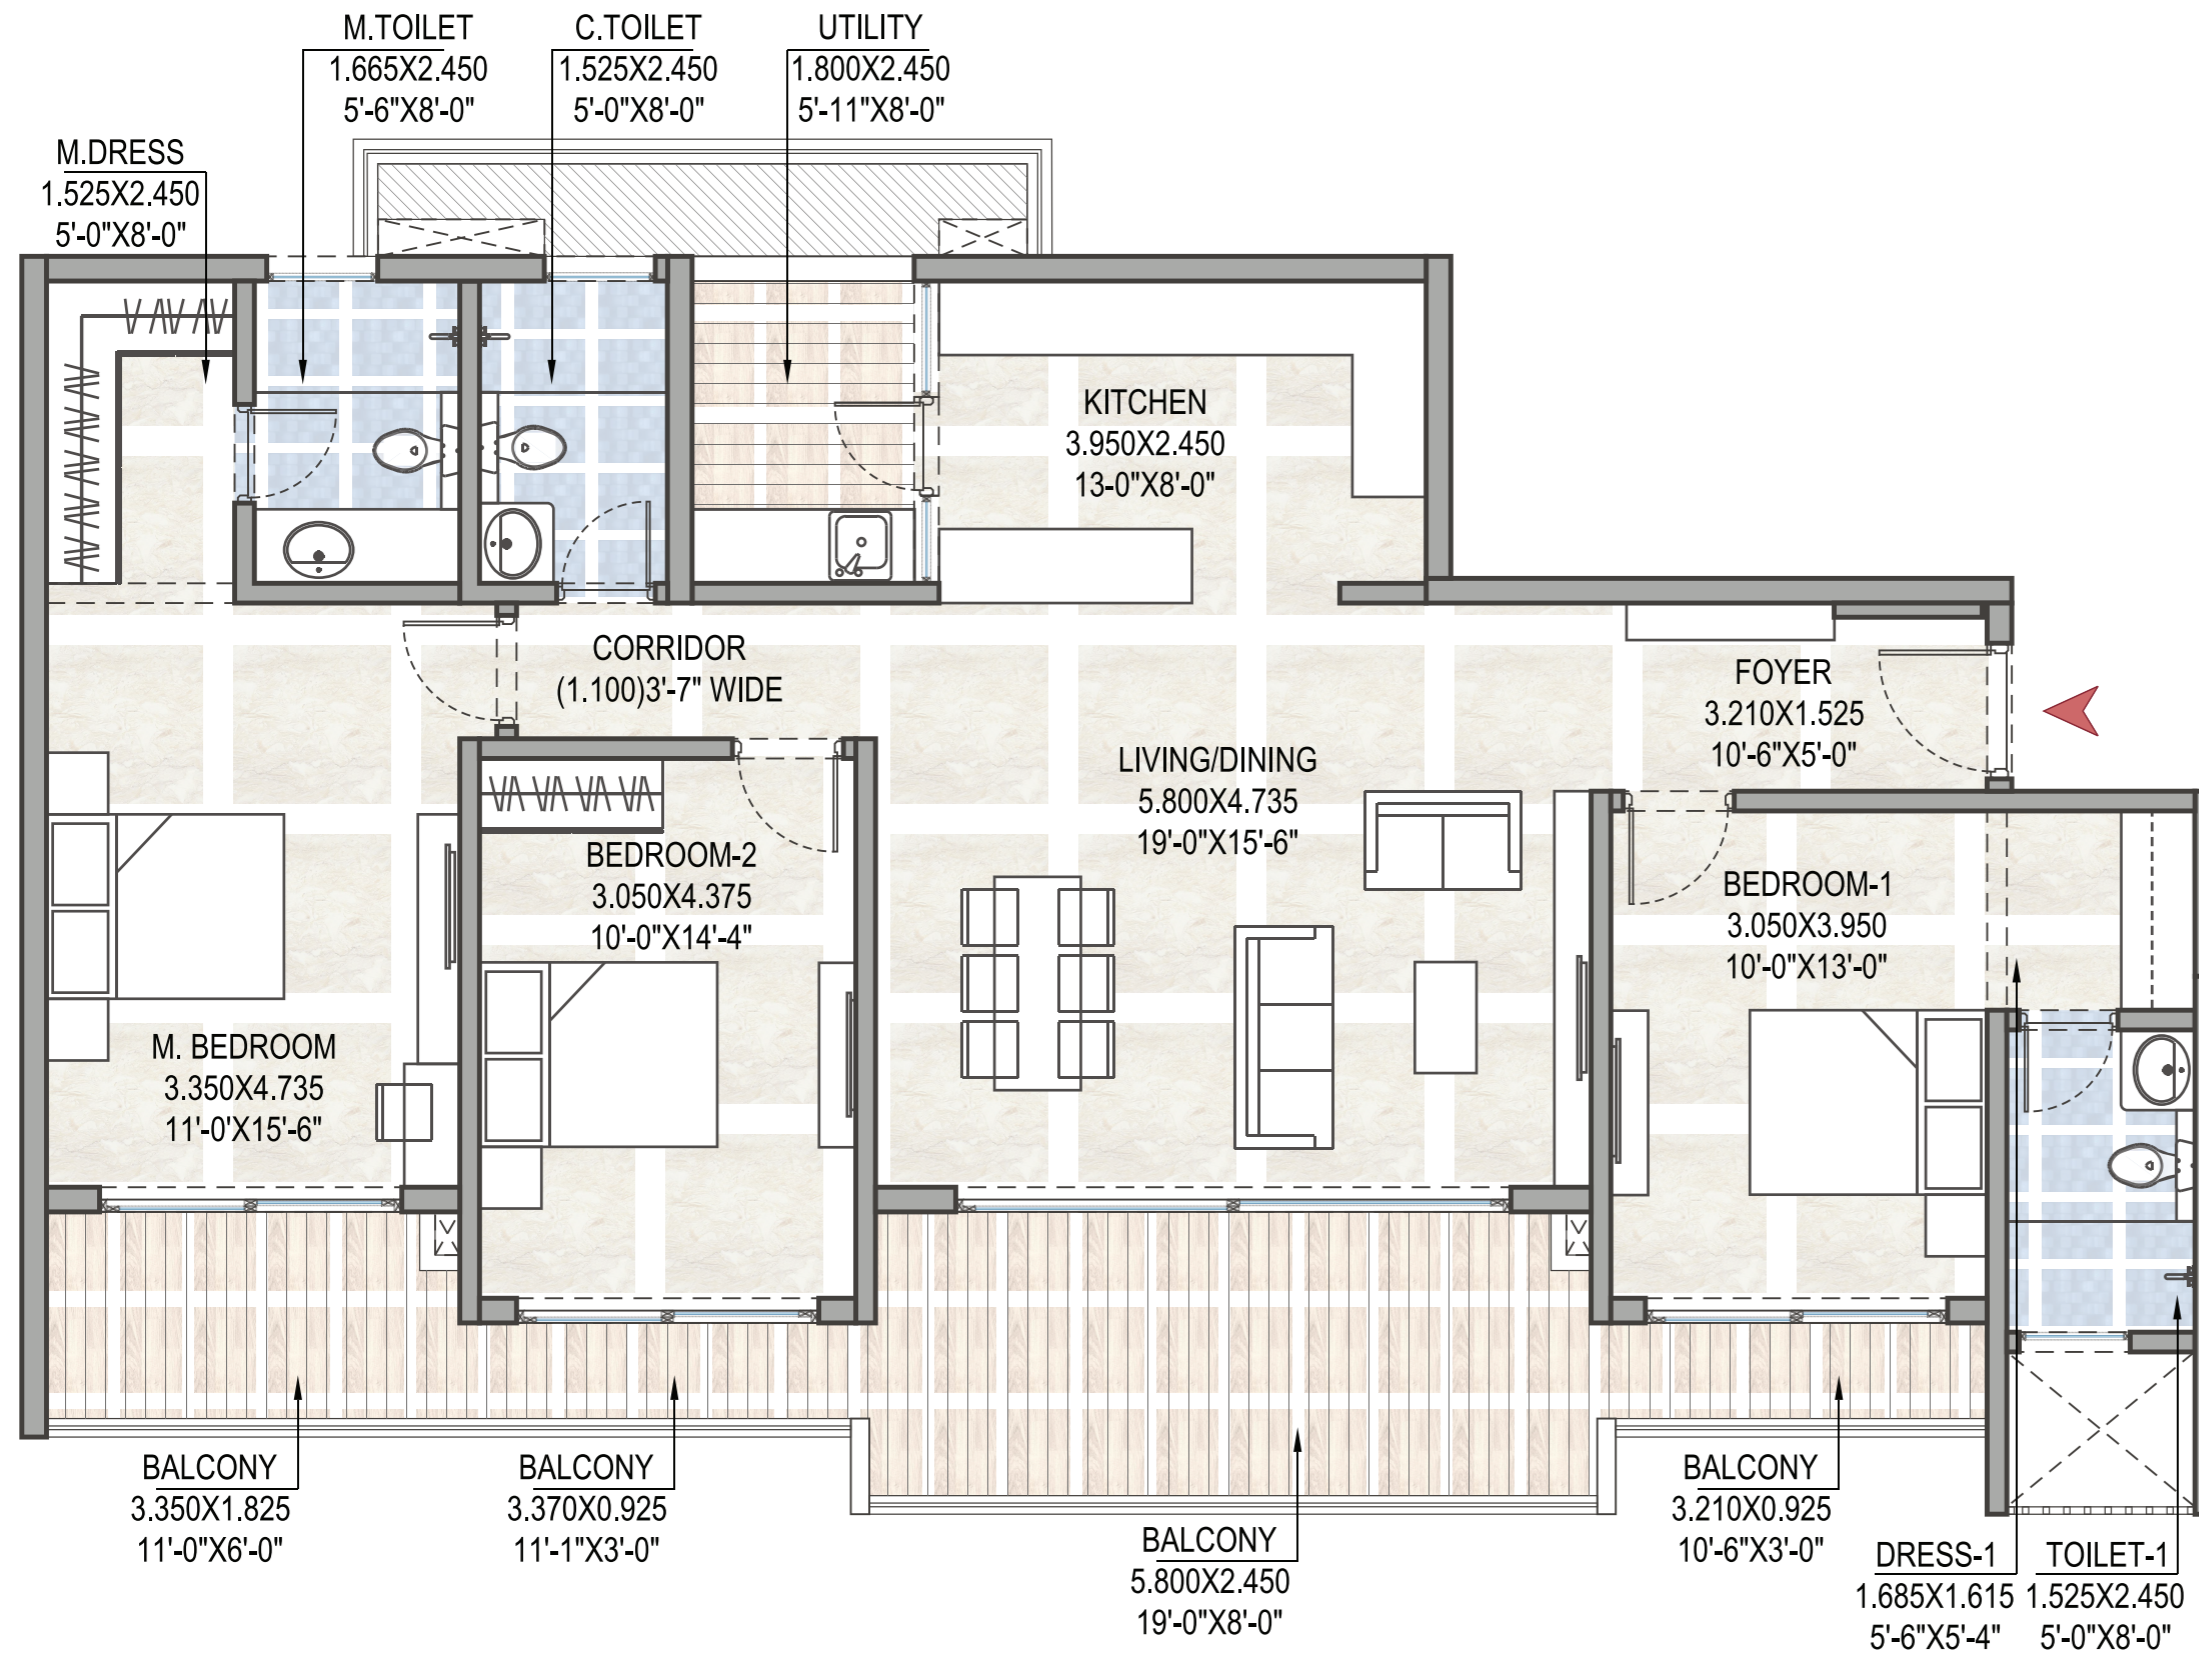 M.TOILET
1.665X2.450
5'-6"X8'-0"
C.TOILET
1.525X2.450
5'-0"X8'-0"
UTILITY
1.800X2.450
5'-11"X8'-0"
M.DRESS
1.525X2.450
5'-0"X8'-0"
KITCHEN
3.950X2.450
13-0"X8'-0"
CORRIDOR
(1.100)3'-7" WIDE
FOYER
3.210X1.525
10'-6"X5'-0"
LIVING/DINING
5.800X4.735
19'-0"X15'-6"
BEDROOM-2
3.050X4.375
10'-0"X14'-4"
BEDROOM-1
3.050X3.950
10'-0"X13'-0"
M. BEDROOM
3.350X4.735
11'-0'X15'-6"
BALCONY
3.350X1.825
11'-0"X6'-0"
BALCONY
3.370X0.925
11'-1"X3'-0"
BALCONY
5.800X2.450
19'-0"X8'-0"
BALCONY
3.210X0.925
10'-6"X3'-0"
DRESS-1
1.685X1.615
5'-6"X5'-4"
TOILET-1
1.525X2.450
5'-0"X8'-0"